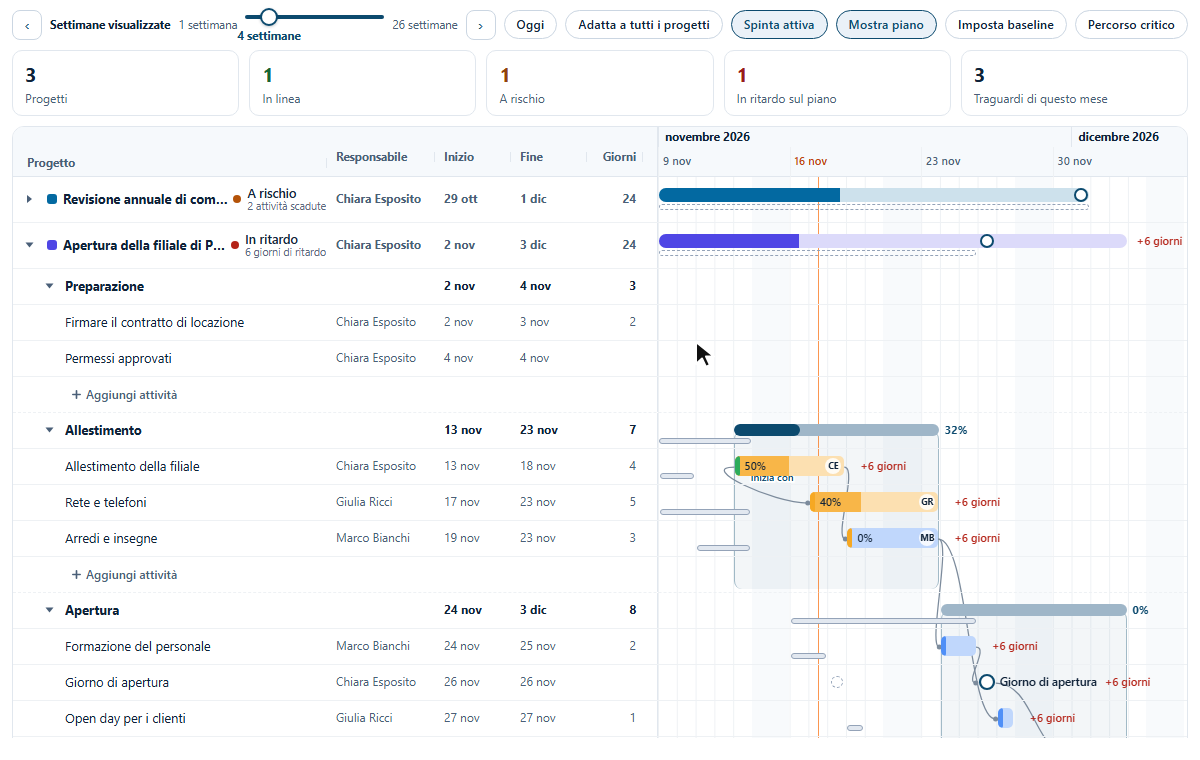 ‹ Settimane visualizzate 1 settimana 26 settimane › Oggi Adatta a tutti i progetti Spinta attiva Mostra piano Imposta baseline Percorso critico
4 settimane
3 1 1 1 3
Progetti In linea A rischio In ritardo sul piano Traguardi di questo mese
novembre 2026 dicembre 2026
Progetto Responsabile Inizio Fine Giorni 9 nov 16 nov 23 nov 30 nov
Revisione annuale di com... A rischio Chiara Esposito 29 ott 1 dic 24
2 attività scadute
Apertura della filiale di P... In ritardo Chiara Esposito 2 nov 3 dic 24 +6 giorni
6 giorni di ritardo
Preparazione 2 nov 4 nov 3
Firmare il contratto di locazione Chiara Esposito 2 nov 3 nov 2
Permessi approvati Chiara Esposito 4 nov 4 nov
+ Aggiungi attività
Allestimento 13 nov 23 nov 7 32%
Allestimento della filiale Chiara Esposito 13 nov 18 nov 4 50% CE +6 giorni
Inizia con
Rete e telefoni Giulia Ricci 17 nov 23 nov 5 40% GR +6 giorni
Arredi e insegne Marco Bianchi 19 nov 23 nov 3 0% MB +6 giorni
+ Aggiungi attività
Apertura 24 nov 3 dic 8 0%
Formazione del personale Marco Bianchi 24 nov 25 nov 2 +6 giorni
Giorno di apertura Chiara Esposito 26 nov 26 nov Giorno di apertura +6 giorni
Open day per i clienti Giulia Ricci 27 nov 27 nov 1 +6 giorni